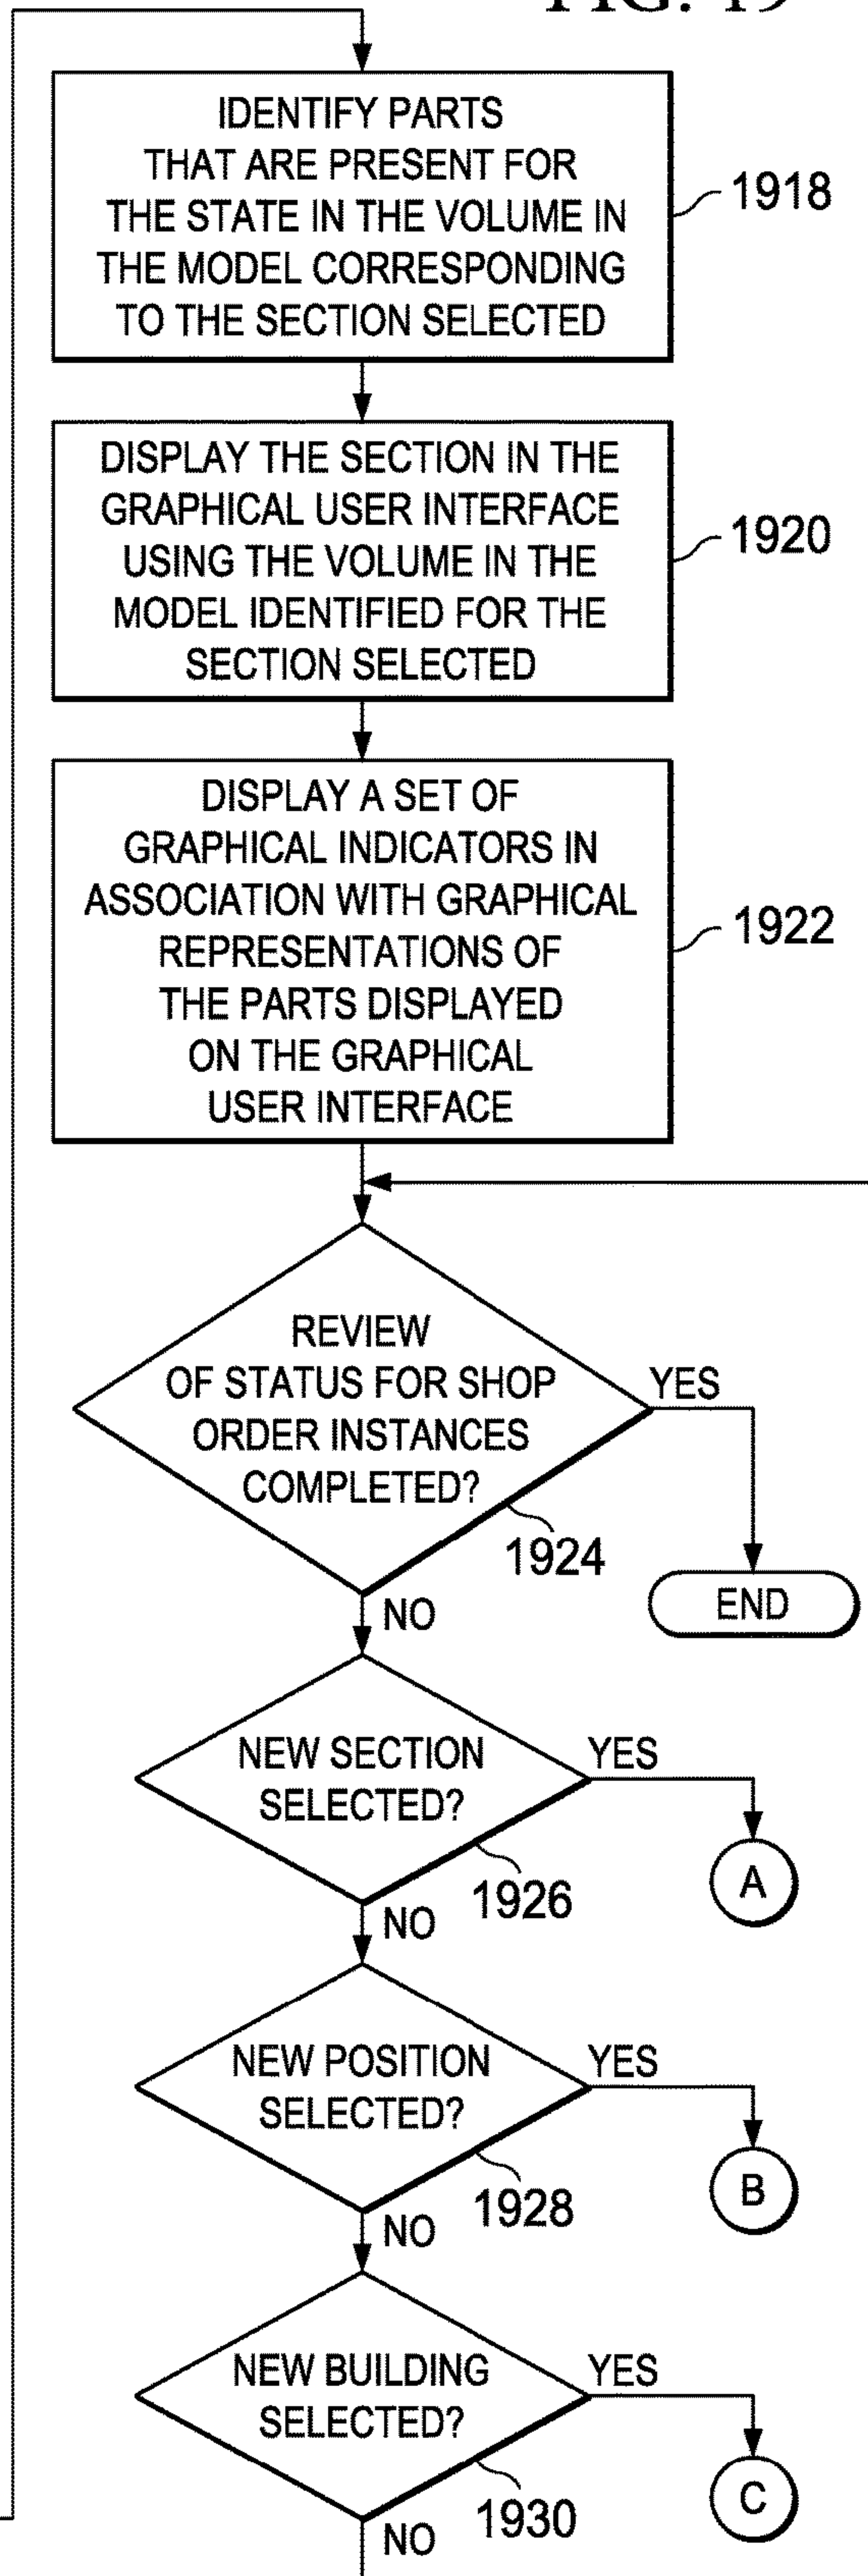 FIG. 19
IDENTIFY PARTS
THAT ARE PRESENT FOR
THE STATE IN THE VOLUME IN
THE MODEL CORRESPONDING
TO THE SECTION SELECTED
1918
DISPLAY THE SECTION IN THE
GRAPHICAL USER INTERFACE
USING THE VOLUME IN THE
MODEL IDENTIFIED FOR THE
SECTION SELECTED
1920
DISPLAY A SET OF
GRAPHICAL INDICATORS IN
ASSOCIATION WITH GRAPHICAL
REPRESENTATIONS OF
THE PARTS DISPLAYED
ON THE GRAPHICAL
USER INTERFACE
1922
REVIEW
OF STATUS FOR SHOP
ORDER INSTANCES
COMPLETED?
YES
1924
END
NO
NEW SECTION
SELECTED?
YES
1926
A
NO
NEW POSITION
SELECTED?
YES
1928
B
NO
NEW BUILDING
SELECTED?
YES
1930
C
NO